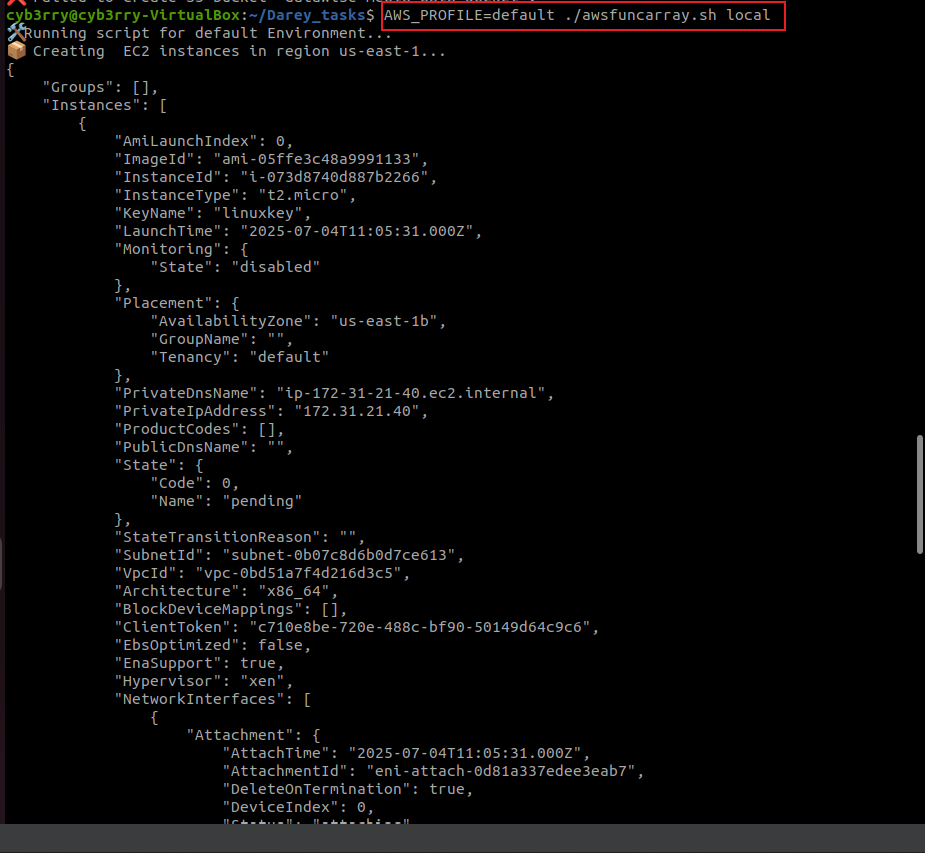 cyb3rry@cyb3rry-VirtualBox:~/Darey_tasks$ AWS_PROFILE=default ./awsfuncarray.sh local
🛠️Running script for default Environment...
📦 Creating  EC2 instances in region us-east-1...
{
    "Groups": [],
    "Instances": [
        {
            "AmiLaunchIndex": 0,
            "ImageId": "ami-05ffe3c48a9991133",
            "InstanceId": "i-073d8740d887b2266",
            "InstanceType": "t2.micro",
            "KeyName": "linuxkey",
            "LaunchTime": "2025-07-04T11:05:31.000Z",
            "Monitoring": {
                "State": "disabled"
            },
            "Placement": {
                "AvailabilityZone": "us-east-1b",
                "GroupName": "",
                "Tenancy": "default"
            },
            "PrivateDnsName": "ip-172-31-21-40.ec2.internal",
            "PrivateIpAddress": "172.31.21.40",
            "ProductCodes": [],
            "PublicDnsName": "",
            "State": {
                "Code": 0,
                "Name": "pending"
            },
            "StateTransitionReason": "",
            "SubnetId": "subnet-0b07c8d6b0d7ce613",
            "VpcId": "vpc-0bd51a7f4d216d3c5",
            "Architecture": "x86_64",
            "BlockDeviceMappings": [],
            "ClientToken": "c710e8be-720e-488c-bf90-50149d64c9c6",
            "EbsOptimized": false,
            "EnaSupport": true,
            "Hypervisor": "xen",
            "NetworkInterfaces": [
                {
                    "Attachment": {
                        "AttachTime": "2025-07-04T11:05:31.000Z",
                        "AttachmentId": "eni-attach-0d81a337edee3eab7",
                        "DeleteOnTermination": true,
                        "DeviceIndex": 0,
                        "Status": "attaching"